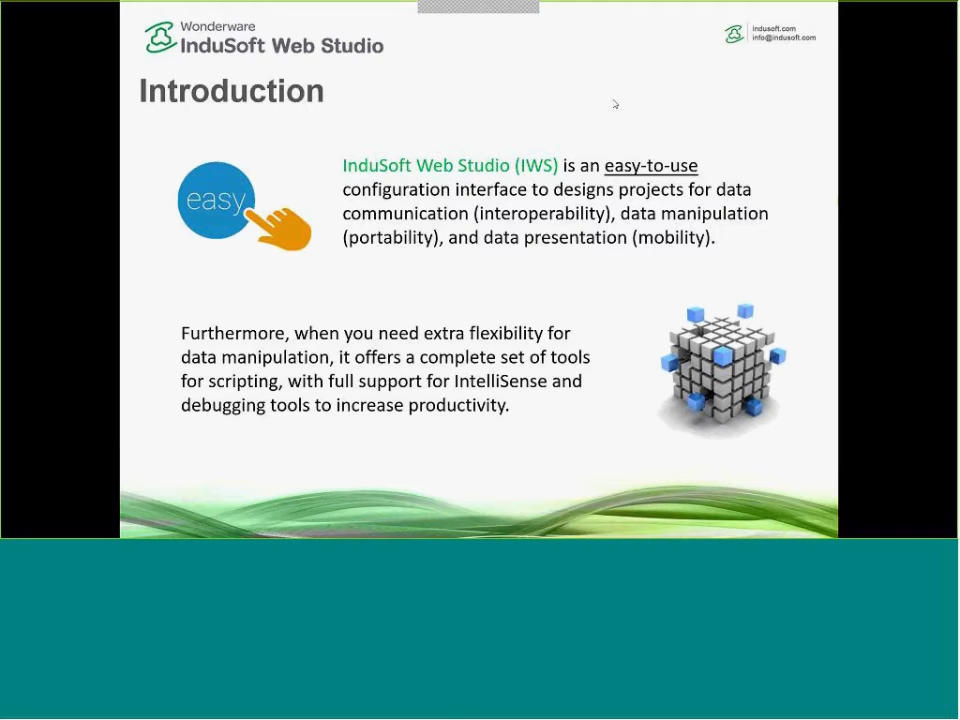 Wonderware
InduSoft Web Studio
indusoft.com
info@indusoft.com
Introduction
easy
InduSoft Web Studio (IWS) is an easy-to-use
configuration interface to designs projects for data
communication (interoperability), data manipulation
(portability), and data presentation (mobility).
Furthermore, when you need extra flexibility for
data manipulation, it offers a complete set of tools
for scripting, with full support for IntelliSense and
debugging tools to increase productivity.